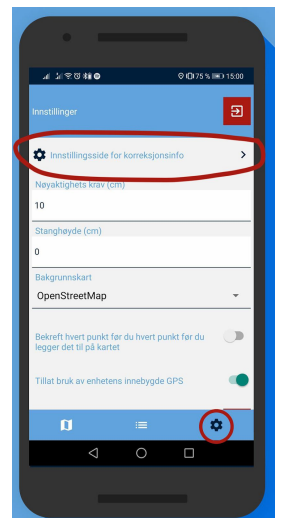 75 % 15:00
Innstillinger
Innstillingsside for korreksjonsinfo
Nøyaktighets krav (cm)
10
Stanghøyde (cm)
0
Bakgrunnskart
OpenStreetMap
Bekreft hvert punkt før du hvert punkt før du
legger det til på kartet
Tillat bruk av enhetens innebygde GPS